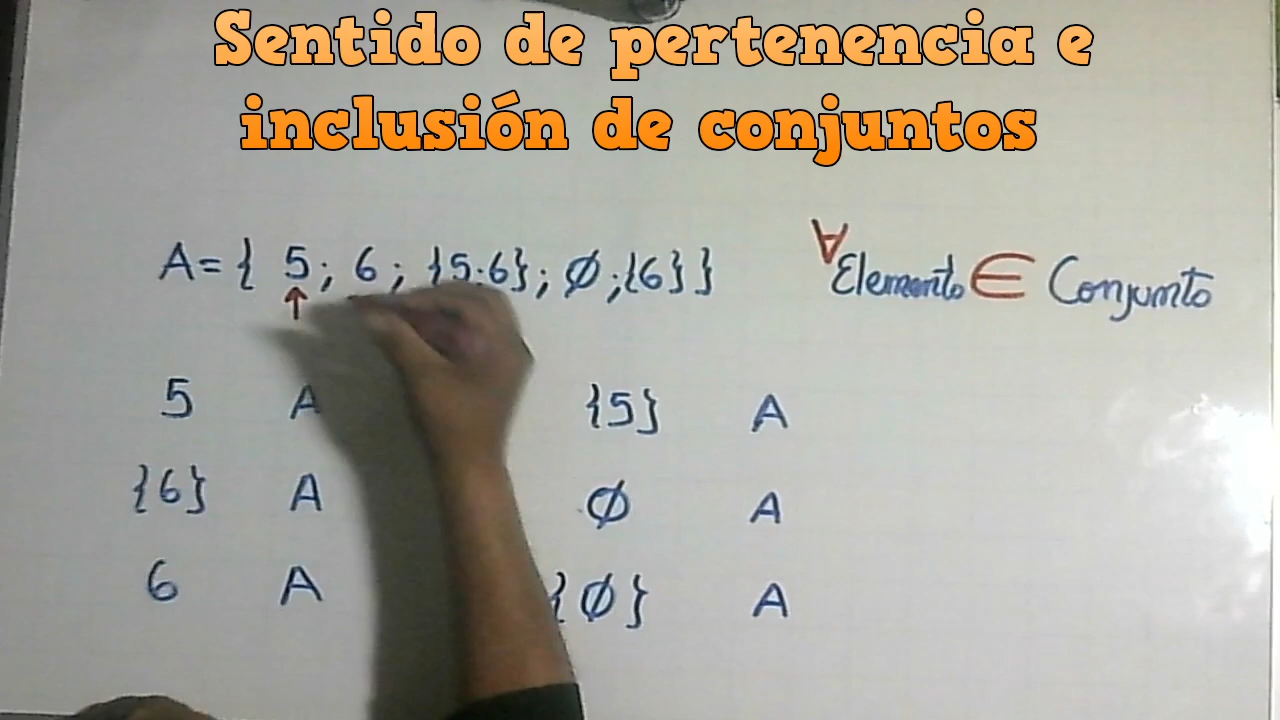 Sentido de pertenencia e
inclusión de conjuntos
A = { 5 ; 6 ; {5;6} ; ∅ ; {6} }
∀ Elemento ∈ Conjunto
5 A {5} A
{6} A ∅ A
6 A {∅} A